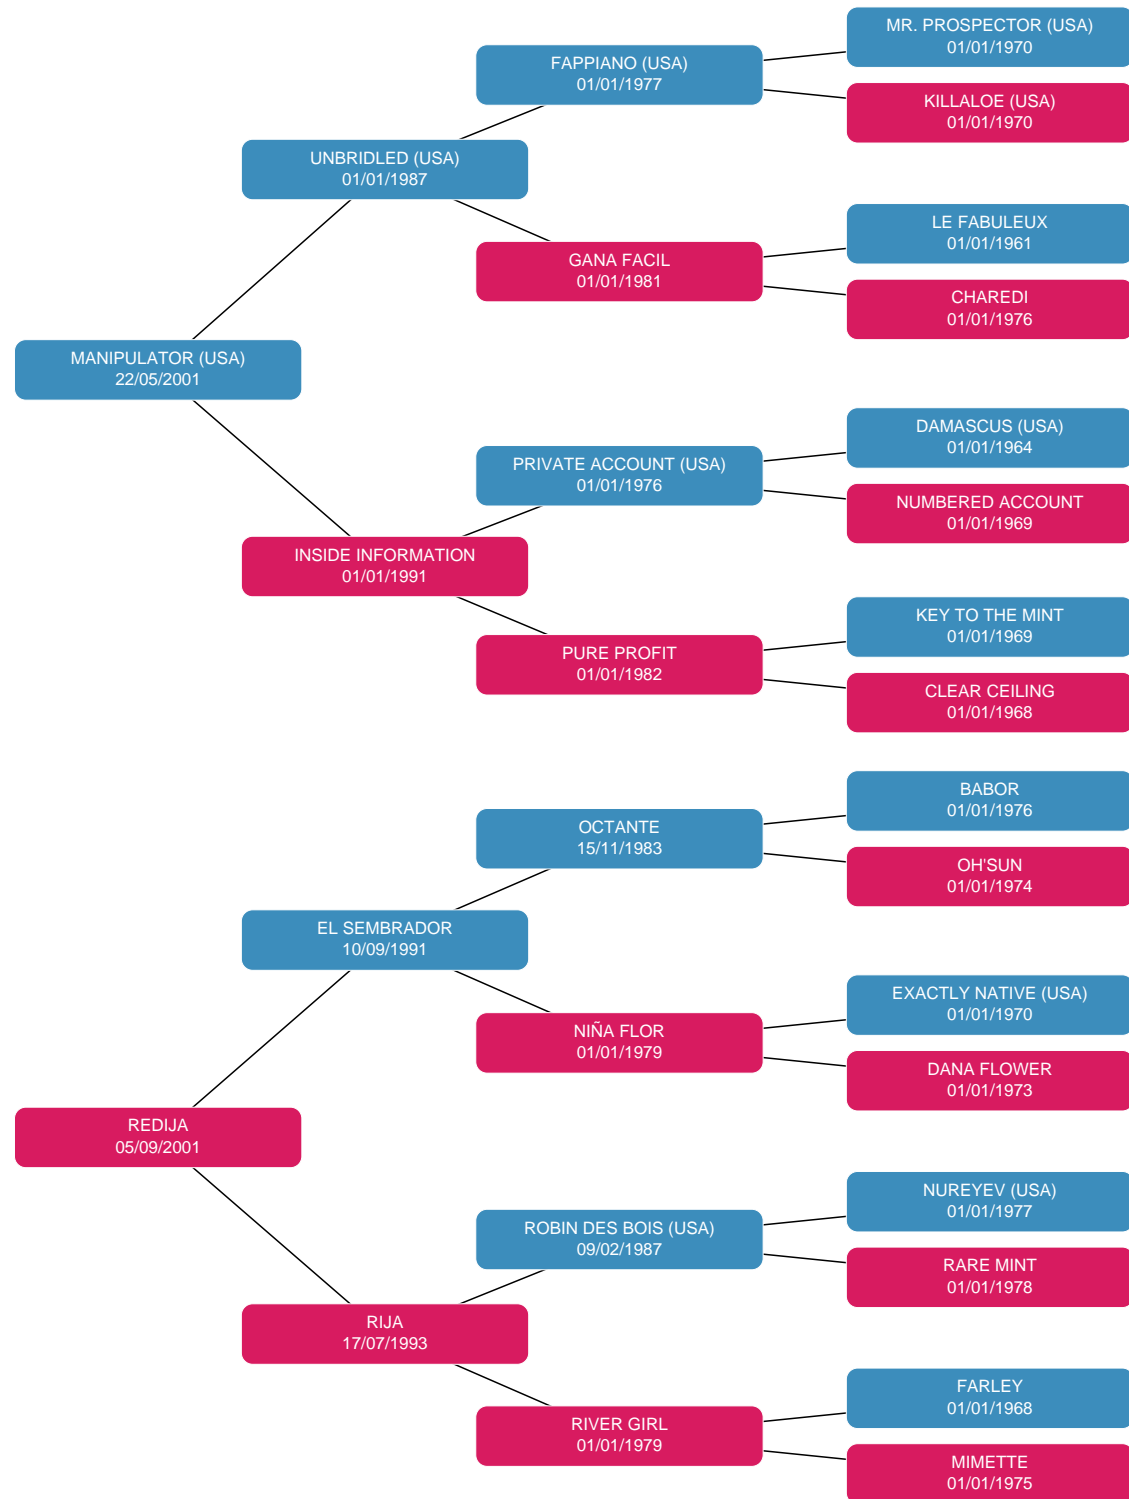 MR. PROSPECTOR (USA)
01/01/1970
FAPPIANO (USA)
01/01/1977
KILLALOE (USA)
01/01/1970
UNBRIDLED (USA)
01/01/1987
LE FABULEUX
01/01/1961
GANA FACIL
01/01/1981
CHAREDI
01/01/1976
MANIPULATOR (USA)
22/05/2001
DAMASCUS (USA)
01/01/1964
PRIVATE ACCOUNT (USA)
01/01/1976
NUMBERED ACCOUNT
01/01/1969
INSIDE INFORMATION
01/01/1991
KEY TO THE MINT
01/01/1969
PURE PROFIT
01/01/1982
CLEAR CEILING
01/01/1968
BABOR
01/01/1976
OCTANTE
15/11/1983
OH'SUN
01/01/1974
EL SEMBRADOR
10/09/1991
EXACTLY NATIVE (USA)
01/01/1970
NIÑA FLOR
01/01/1979
DANA FLOWER
01/01/1973
REDIJA
05/09/2001
NUREYEV (USA)
01/01/1977
ROBIN DES BOIS (USA)
09/02/1987
RARE MINT
01/01/1978
RIJA
17/07/1993
FARLEY
01/01/1968
RIVER GIRL
01/01/1979
MIMETTE
01/01/1975